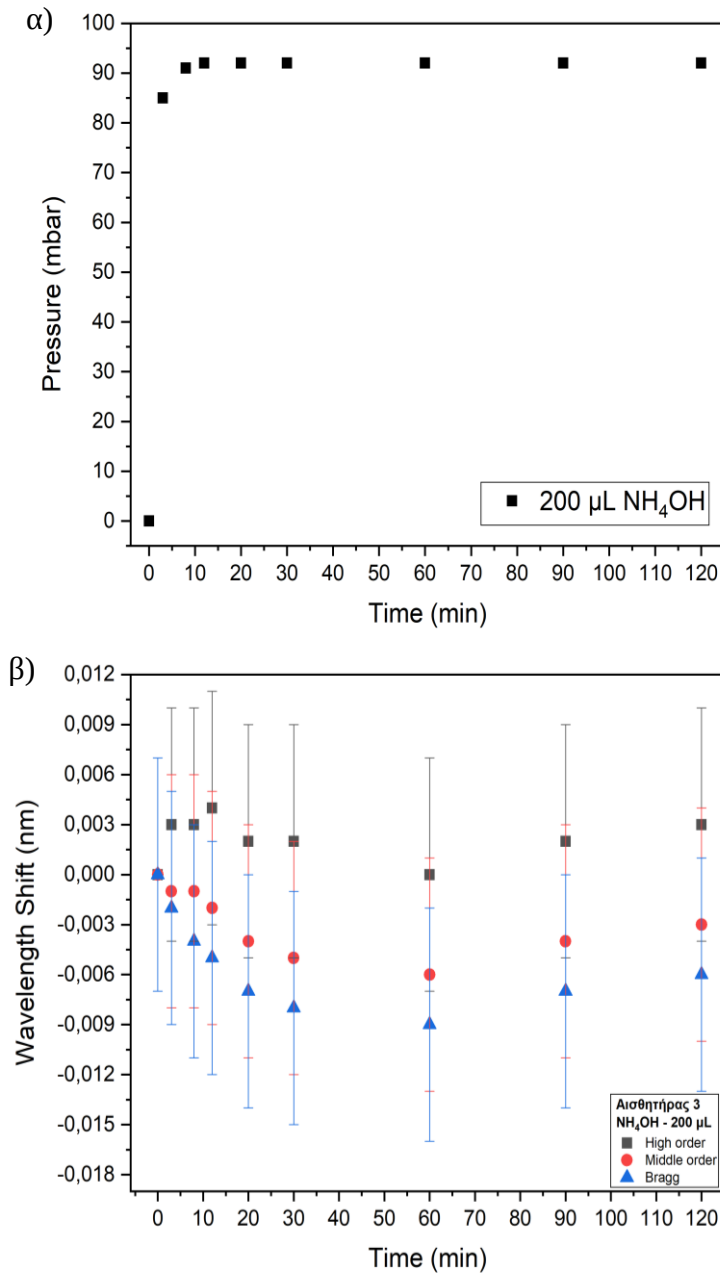 α)
100
90
80
70
60
50
40
30
20
10
0
Pressure (mbar)
200 µL NH₄OH
0 10 20 30 40 50 60 70 80 90 100 110 120
Time (min)
β)
0,012
0,009
0,006
0,003
0,000
-0,003
-0,006
-0,009
-0,012
-0,015
-0,018
Wavelength Shift (nm)
Αισθητήρας 3
NH₄OH - 200 µL
High order
Middle order
Bragg
0 10 20 30 40 50 60 70 80 90 100 110 120
Time (min)